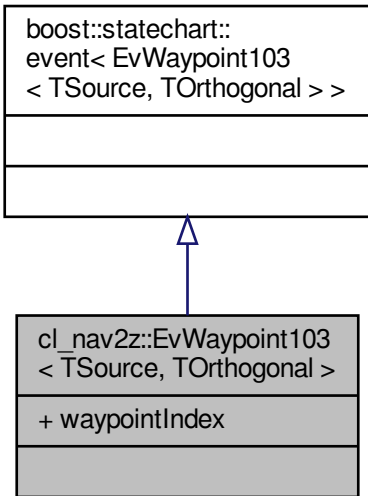 boost::statechart::
event< EvWaypoint103
< TSource, TOrthogonal > >
cl_nav2z::EvWaypoint103
< TSource, TOrthogonal >
+ waypointIndex